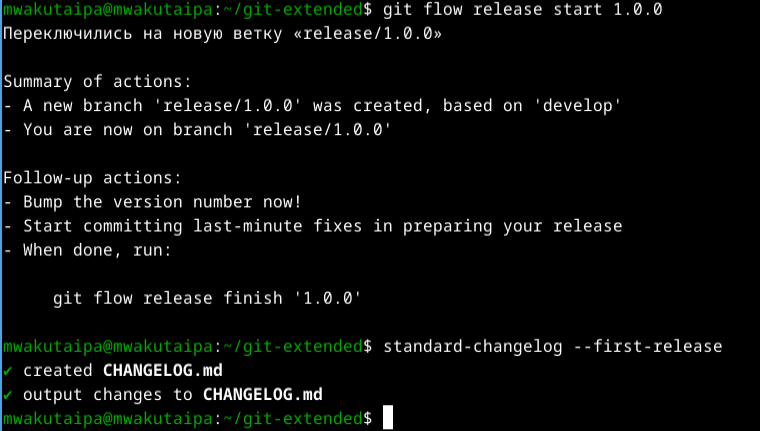 mwakutaipa@mwakutaipa:~/git-extended$ git flow release start 1.0.0
Переключились на новую ветку «release/1.0.0»
Summary of actions:
- A new branch 'release/1.0.0' was created, based on 'develop'
- You are now on branch 'release/1.0.0'
Follow-up actions:
- Bump the version number now!
- Start committing last-minute fixes in preparing your release
- When done, run:
git flow release finish '1.0.0'
mwakutaipa@mwakutaipa:~/git-extended$ standard-changelog --first-release
✔ created CHANGELOG.md
✔ output changes to CHANGELOG.md
mwakutaipa@mwakutaipa:~/git-extended$